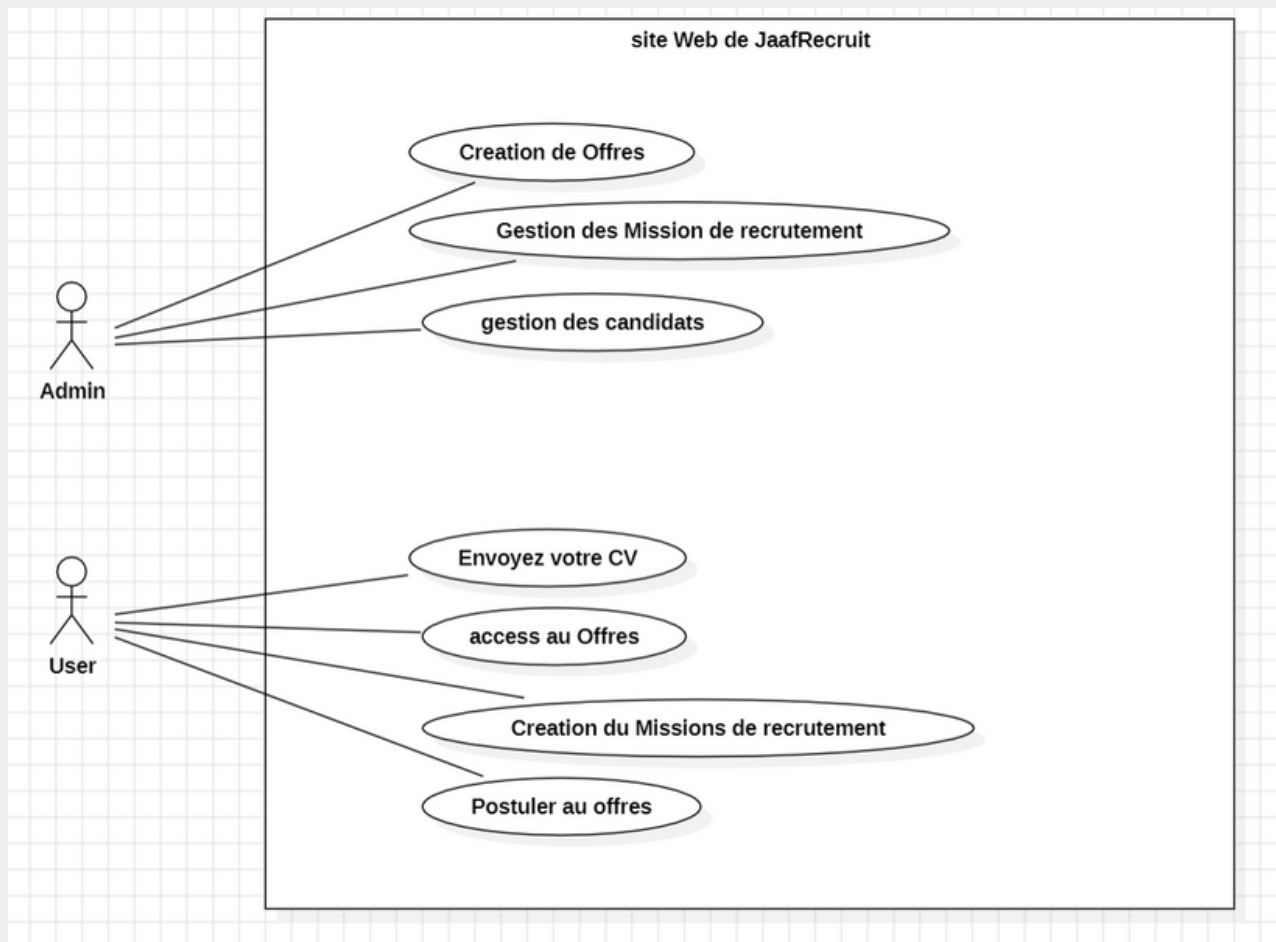 site Web de JaafRecruit
Creation de Offres
Gestion des Mission de recrutement
gestion des candidats
Admin
Envoyez votre CV
access au Offres
User
Creation du Missions de recrutement
Postuler au offres